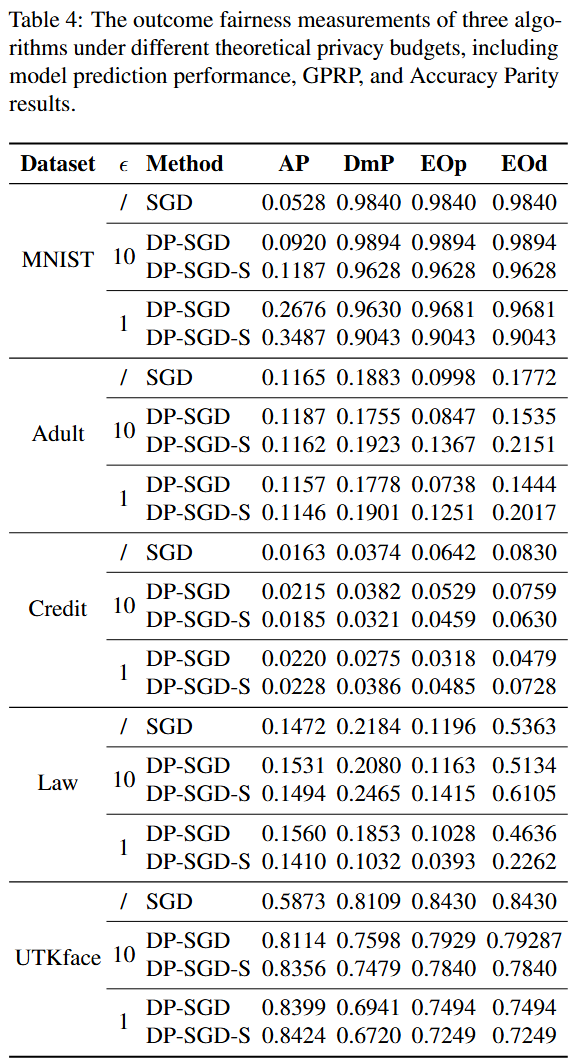 Table 4: The outcome fairness measurements of three algo-
rithms under different theoretical privacy budgets, including
model prediction performance, GPRP, and Accuracy Parity
results.
Dataset ϵ Method AP DmP EOp EOd
/ SGD 0.0528 0.9840 0.9840 0.9840
MNIST 10 DP-SGD 0.0920 0.9894 0.9894 0.9894
DP-SGD-S 0.1187 0.9628 0.9628 0.9628
1 DP-SGD 0.2676 0.9630 0.9681 0.9681
DP-SGD-S 0.3487 0.9043 0.9043 0.9043
/ SGD 0.1165 0.1883 0.0998 0.1772
Adult 10 DP-SGD 0.1187 0.1755 0.0847 0.1535
DP-SGD-S 0.1162 0.1923 0.1367 0.2151
1 DP-SGD 0.1157 0.1778 0.0738 0.1444
DP-SGD-S 0.1146 0.1901 0.1251 0.2017
/ SGD 0.0163 0.0374 0.0642 0.0830
Credit 10 DP-SGD 0.0215 0.0382 0.0529 0.0759
DP-SGD-S 0.0185 0.0321 0.0459 0.0630
1 DP-SGD 0.0220 0.0275 0.0318 0.0479
DP-SGD-S 0.0228 0.0386 0.0485 0.0728
/ SGD 0.1472 0.2184 0.1196 0.5363
Law 10 DP-SGD 0.1531 0.2080 0.1163 0.5134
DP-SGD-S 0.1494 0.2465 0.1415 0.6105
1 DP-SGD 0.1560 0.1853 0.1028 0.4636
DP-SGD-S 0.1410 0.1032 0.0393 0.2262
/ SGD 0.5873 0.8109 0.8430 0.8430
UTKface 10 DP-SGD 0.8114 0.7598 0.7929 0.79287
DP-SGD-S 0.8356 0.7479 0.7840 0.7840
1 DP-SGD 0.8399 0.6941 0.7494 0.7494
DP-SGD-S 0.8424 0.6720 0.7249 0.7249